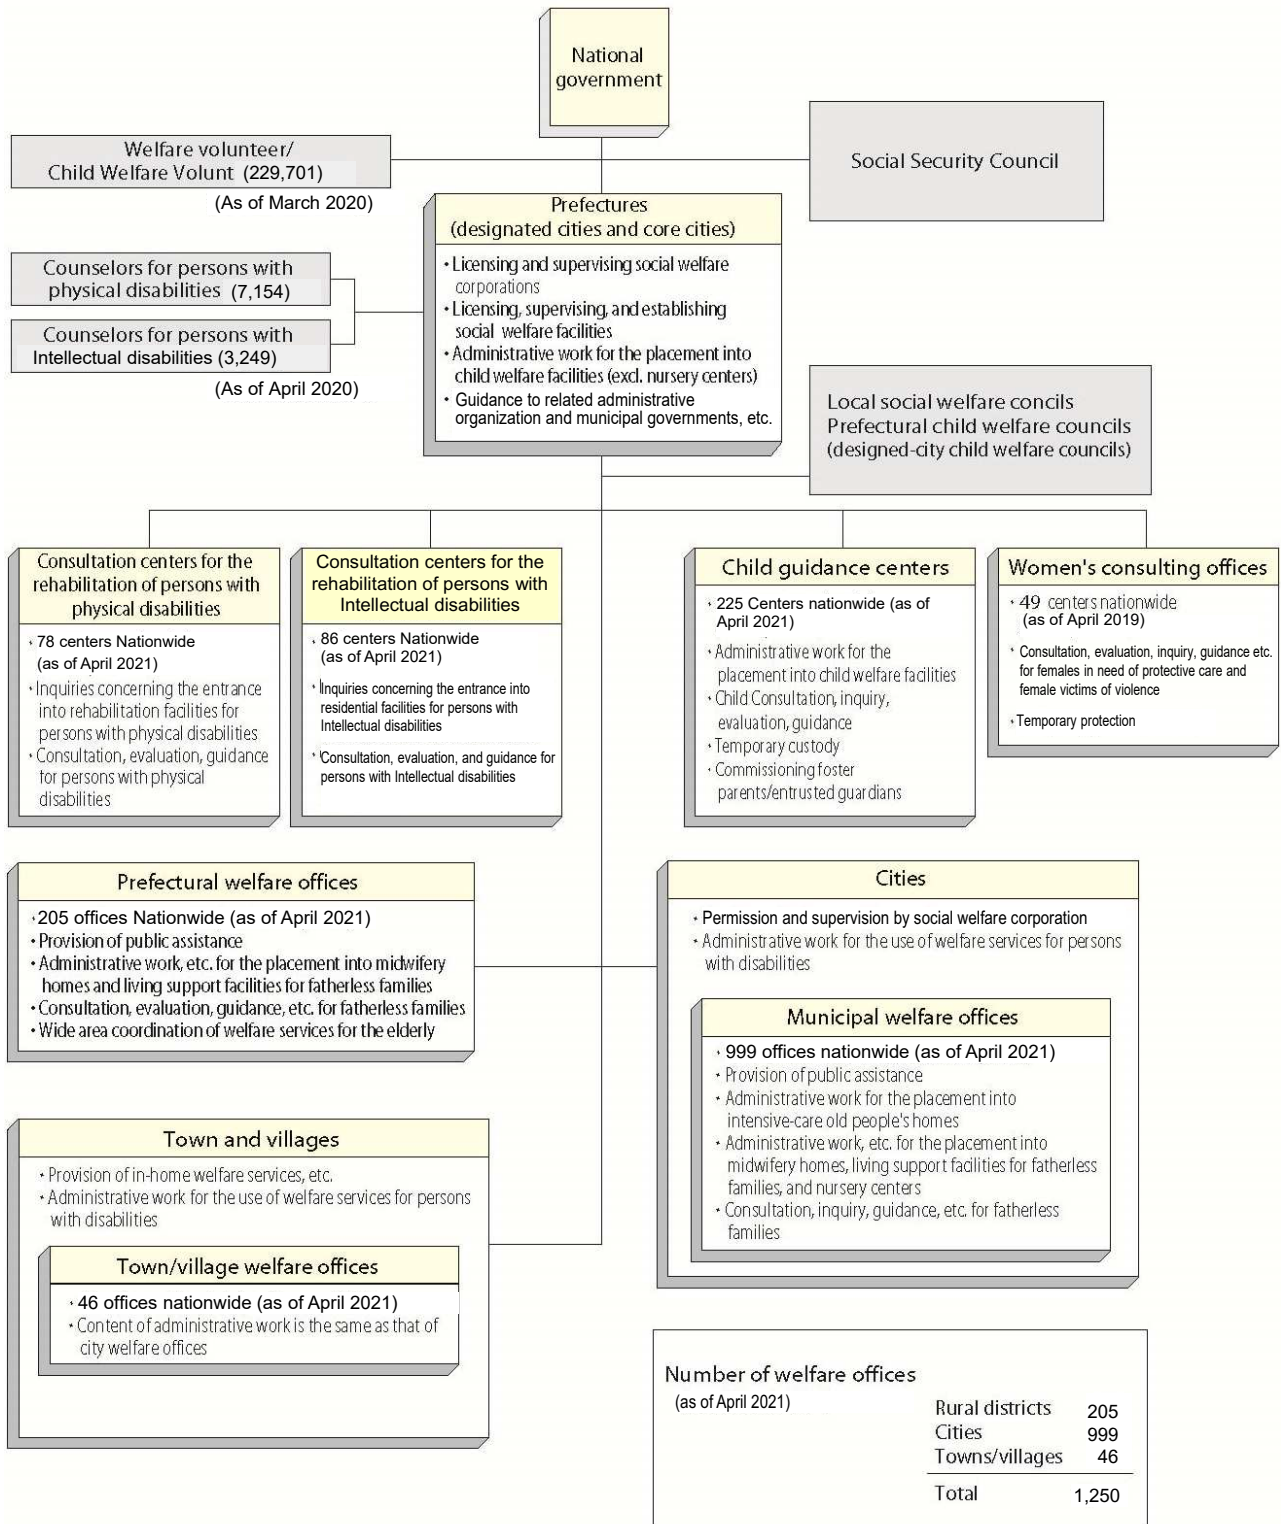 National
government
Welfare volunteer/
Child Welfare Volunt (229,701)
(As of March 2020)
Social Security Council
Prefectures
(designated cities and core cities)
・Licensing and supervising social welfare
corporations
・Licensing, supervising, and establishing
social welfare facilities
・Administrative work for the placement into
child welfare facilities (excl. nursery centers)
・Guidance to related administrative
organization and municipal governments, etc.
Counselors for persons with
physical disabilities (7,154)
Counselors for persons with
Intellectual disabilities (3,249)
(As of April 2020)
Local social welfare concils
Prefectural child welfare councils
(designed-city child welfare councils)
Consultation centers for the
rehabilitation of persons with
physical disabilities
・78 centers Nationwide
(as of April 2021)
・Inquiries concerning the entrance
into rehabilitation facilities for
persons with physical disabilities
・Consultation, evaluation, guidance
for persons with physical
disabilities
Consultation centers for the
rehabilitation of persons with
Intellectual disabilities
・86 centers Nationwide
(as of April 2021)
・Inquiries concerning the entrance into
residential facilities for persons with
Intellectual disabilities
・Consultation, evaluation, and guidance for
persons with Intellectual disabilities
Child guidance centers
・225 Centers nationwide (as of
April 2021)
・Administrative work for the
placement into child welfare facilities
・Child Consultation, inquiry,
evaluation, guidance
・Temporary custody
・Commissioning foster
parents/entrusted guardians
Women's consulting offices
・49 centers nationwide
(as of April 2019)
・Consultation, evaluation, inquiry, guidance etc.
for females in need of protective care and
female victims of violence
・Temporary protection
Prefectural welfare offices
・205 offices Nationwide (as of April 2021)
・Provision of public assistance
・Administrative work, etc. for the placement into midwifery
homes and living support facilities for fatherless families
・Consultation, evaluation, guidance, etc. for fatherless families
・Wide area coordination of welfare services for the elderly
Cities
・Permission and supervision by social welfare corporation
・Administrative work for the use of welfare services for persons
with disabilities
Municipal welfare offices
・999 offices nationwide (as of April 2021)
・Provision of public assistance
・Administrative work for the placement into
intensive-care old people's homes
・Administrative work, etc. for the placement into
midwifery homes, living support facilities for fatherless
families, and nursery centers
・Consultation, inquiry, guidance, etc. for fatherless
families
Town and villages
・Provision of in-home welfare services, etc.
・Administrative work for the use of welfare services for persons
with disabilities
Town/village welfare offices
・46 offices nationwide (as of April 2021)
・Content of administrative work is the same as that of
city welfare offices
Number of welfare offices
(as of April 2021)
Rural districts 205
Cities 999
Towns/villages 46
Total 1,250